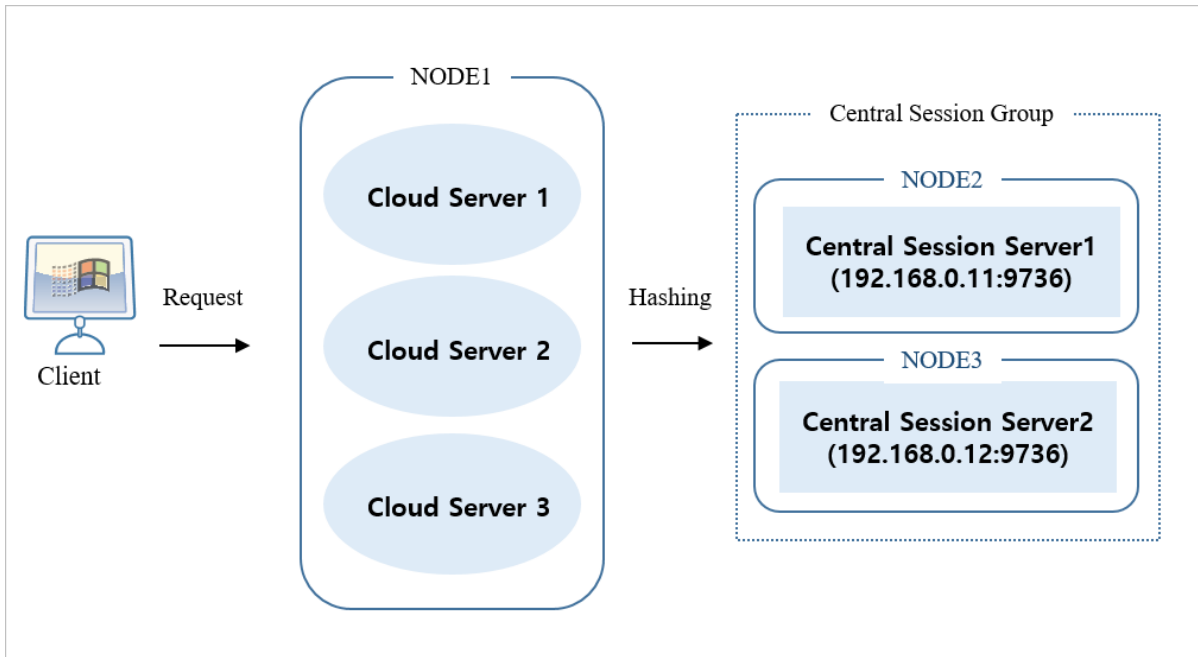 Client
Request
NODE1
Cloud Server 1
Cloud Server 2
Cloud Server 3
Hashing
Central Session Group
NODE2
Central Session Server1
(192.168.0.11:9736)
NODE3
Central Session Server2
(192.168.0.12:9736)